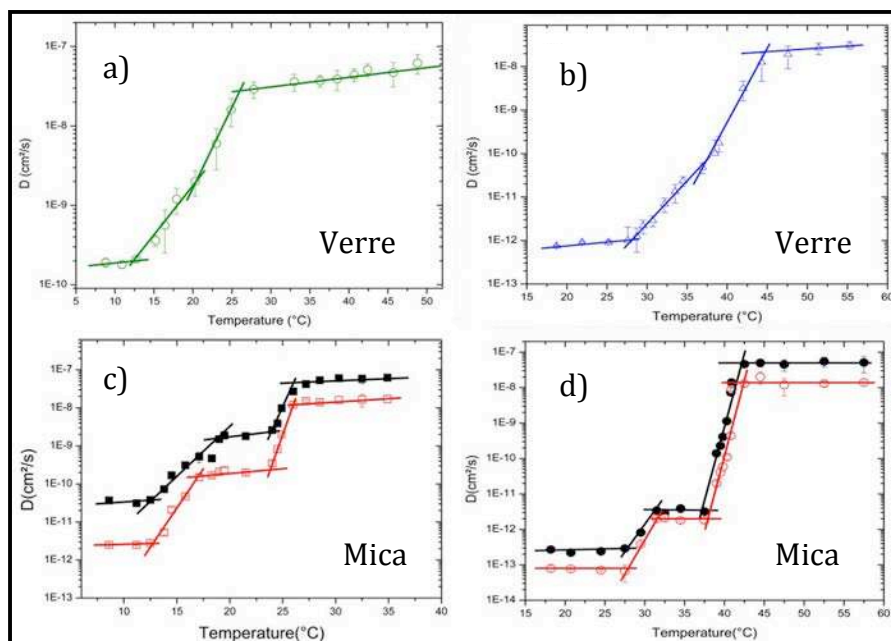 a)
Verre
D (cm²/s)
1E-7
1E-8
1E-9
1E-10
5 10 15 20 25 30 35 40 45 50
Temperature (°C)
b)
Verre
D (cm²/s)
1E-8
1E-9
1E-10
1E-11
1E-12
1E-13
15 20 25 30 35 40 45 50 55 60
Temperature (°C)
c)
Mica
D(cm²/s)
1E-7
1E-8
1E-9
1E-10
1E-11
1E-12
1E-13
10 15 20 25 30 35 40
Temperature(°C)
d)
Mica
D(cm²/s)
1E-7
1E-8
1E-9
1E-10
1E-11
1E-12
1E-13
1E-14
15 20 25 30 35 40 45 50 55 60
Temperature(°C)